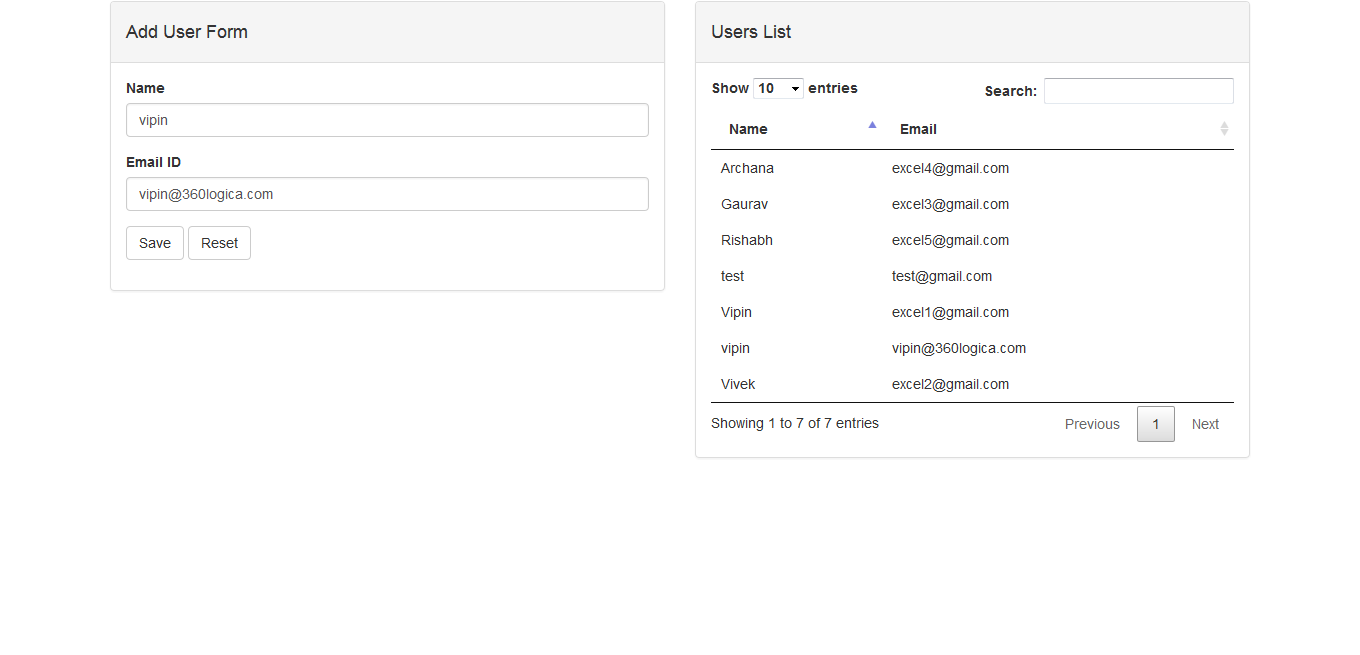 Add User Form
Name
vipin
Email ID
vipin@360logica.com
Save Reset
Users List
Show 10 entries Search:
Name Email
Archana excel4@gmail.com
Gaurav excel3@gmail.com
Rishabh excel5@gmail.com
test test@gmail.com
Vipin excel1@gmail.com
vipin vipin@360logica.com
Vivek excel2@gmail.com
Showing 1 to 7 of 7 entries Previous 1 Next